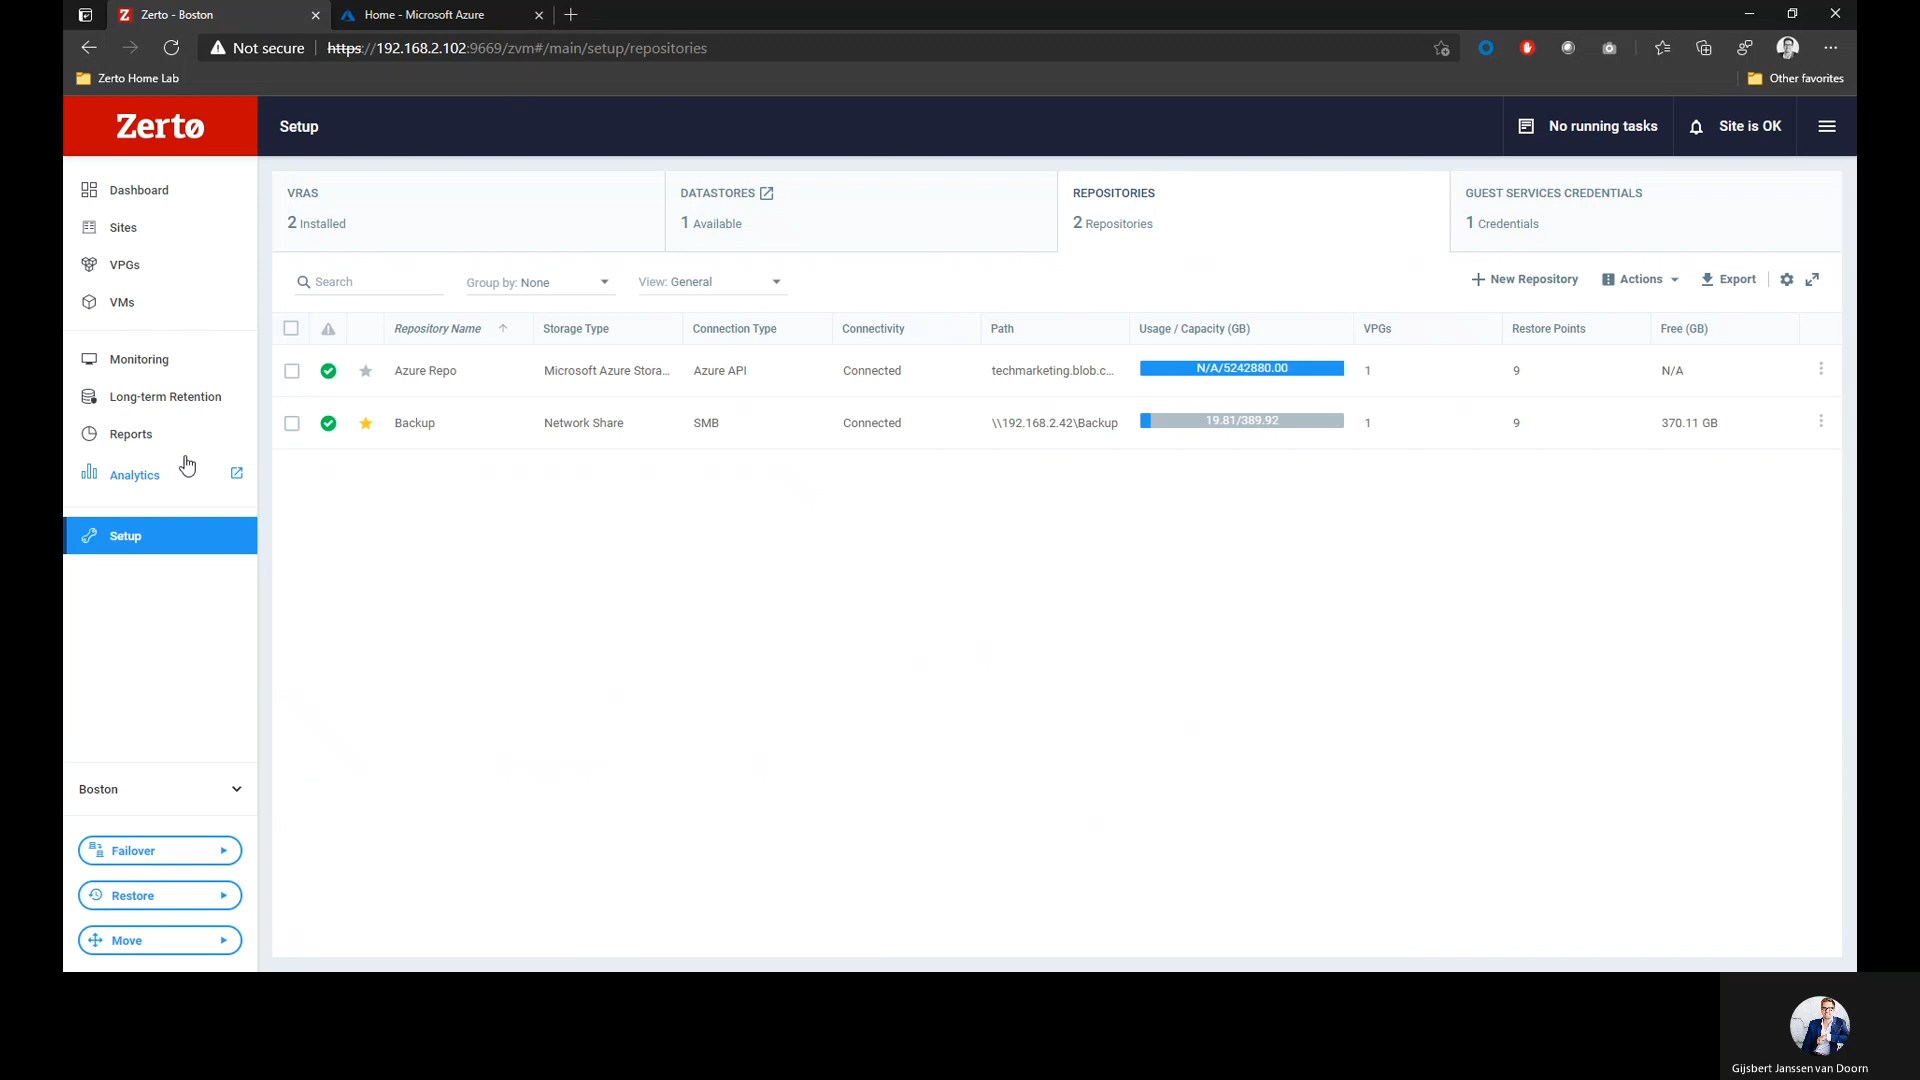 Zerto - Boston
Home - Microsoft Azure
Not secure
https://192.168.2.102:9669/zvm#/main/setup/repositories
Zerto Home Lab
Other favorites
Zertø
Setup
No running tasks
Site is OK
Dashboard
Sites
VPGs
VMs
Monitoring
Long-term Retention
Reports
Analytics
Setup
Boston
Failover
Restore
Move
VRAS
2 Installed
DATASTORES
1 Available
REPOSITORIES
2 Repositories
GUEST SERVICES CREDENTIALS
1 Credentials
Search
Group by: None
View: General
New Repository
Actions
Export
Repository Name
Storage Type
Connection Type
Connectivity
Path
Usage / Capacity (GB)
VPGs
Restore Points
Free (GB)
Azure Repo
Microsoft Azure Stora...
Azure API
Connected
techmarketing.blob.c...
N/A/5242880.00
1
9
N/A
Backup
Network Share
SMB
Connected
\\192.168.2.42\Backup
19.81/389.92
1
9
370.11 GB
Gijsbert Janssen van Doorn